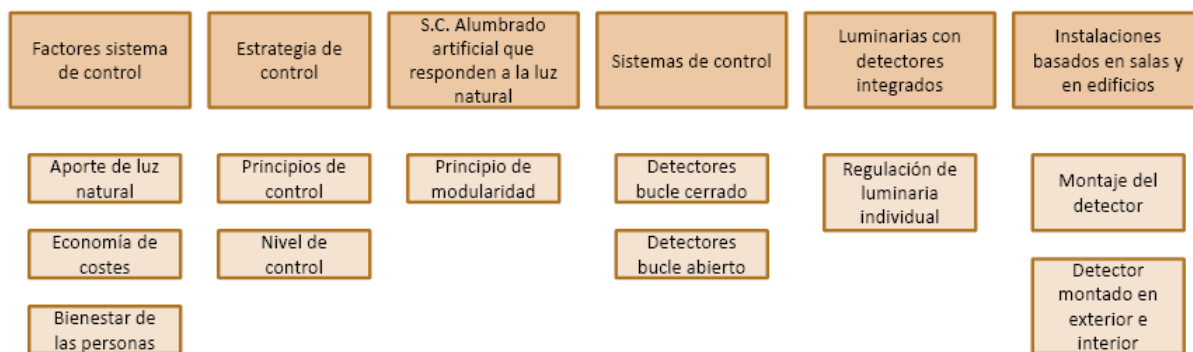 Factores sistema
de control
Estrategia de
control
S.C. Alumbrado
artificial que
responden a la luz
natural
Sistemas de control
Luminarias con
detectores
integrados
Instalaciones
basados en salas y
en edificios
Aporte de luz
natural
Principios de
control
Principio de
modularidad
Detectores
bucle cerrado
Regulación de
luminaria
individual
Montaje del
detector
Economía de
costes
Nivel de
control
Detectores
bucle abierto
Detector
montado en
exterior e
interior
Bienestar de
las personas